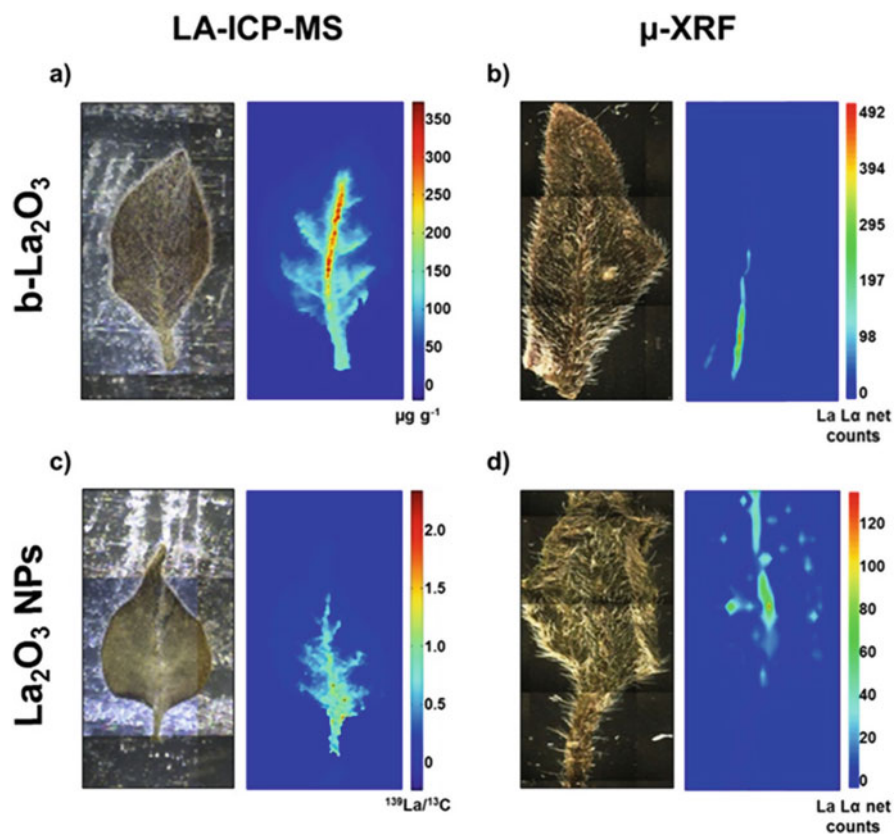 LA-ICP-MS
μ-XRF
a)
b)
b-La₂O₃
350
300
250
200
150
100
50
0
μg g⁻¹
492
394
295
197
98
0
La Lα net
counts
c)
d)
La₂O₃ NPs
2.0
1.5
1.0
0.5
0
¹³⁹La/¹³C
120
100
80
60
40
20
0
La Lα net
counts